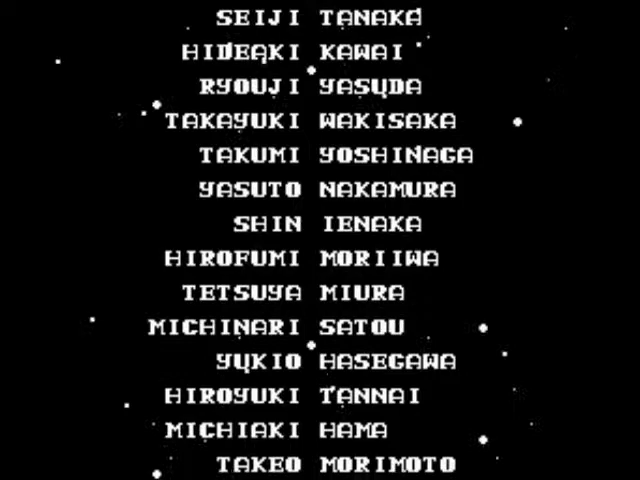 SEIJI TANAKA
HIDEAKI KAWAI
RYOUJI YASUDA
TAKAYUKI WAKISAKA
TAKUMI YOSHINAGA
YASUTO NAKAMURA
SHIN IENAKA
HIROFUMI MORIIWA
TETSUYA MIURA
MICHINARI SATOU
YUKIO HASEGAWA
HIROYUKI TANNAI
MICHIAKI HAMA
TAKEO MORIMOTO